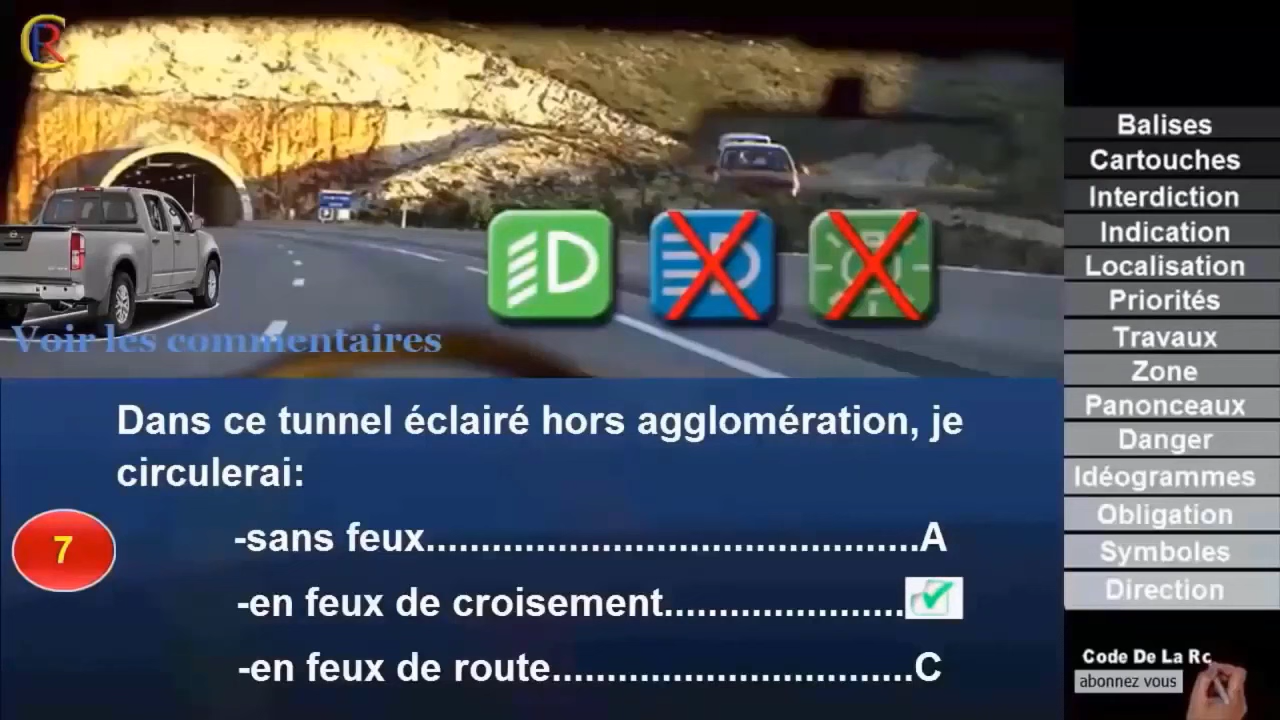 Voir les commentaires
Dans ce tunnel éclairé hors agglomération, je
circulerai:
7
-sans feux.............................................A
-en feux de croisement......................
-en feux de route.................................C
Balises
Cartouches
Interdiction
Indication
Localisation
Priorités
Travaux
Zone
Panonceaux
Danger
Idéogrammes
Obligation
Symboles
Direction
Code De La Rc
abonnez vous